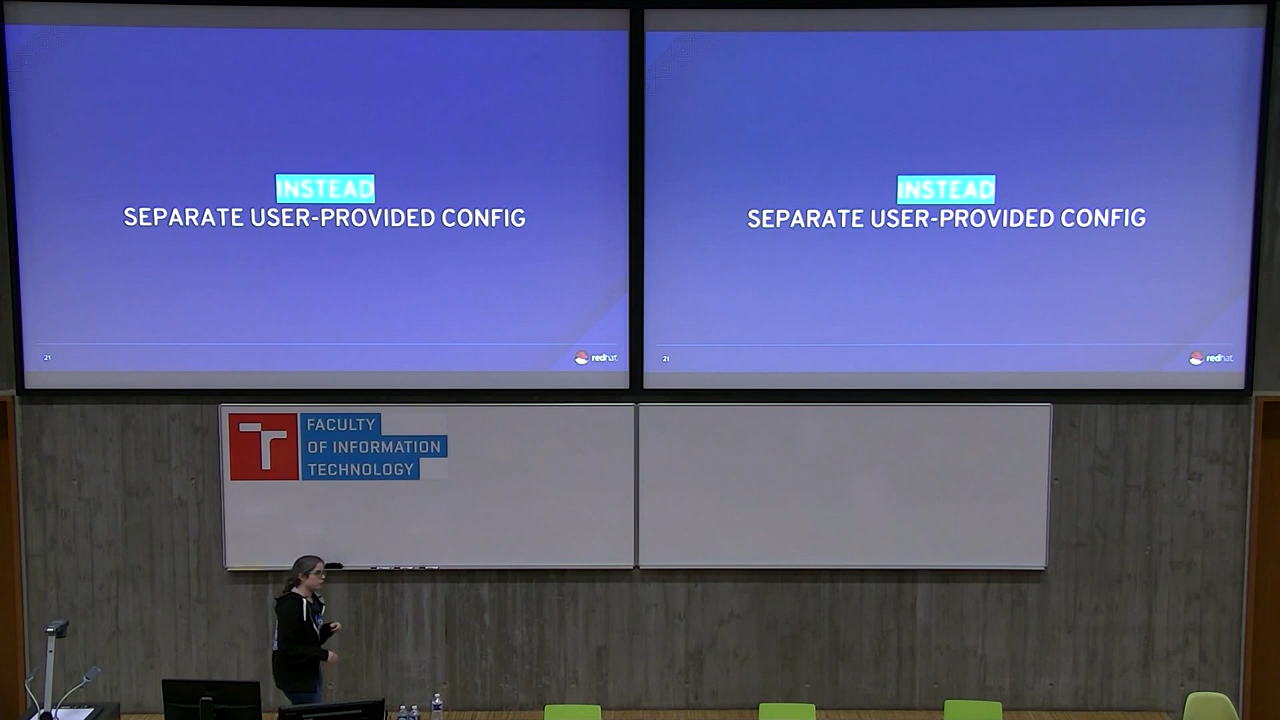 INSTEAD
SEPARATE USER-PROVIDED CONFIG
21
redhat.
INSTEAD
SEPARATE USER-PROVIDED CONFIG
21
redhat.
FACULTY
OF INFORMATION
TECHNOLOGY